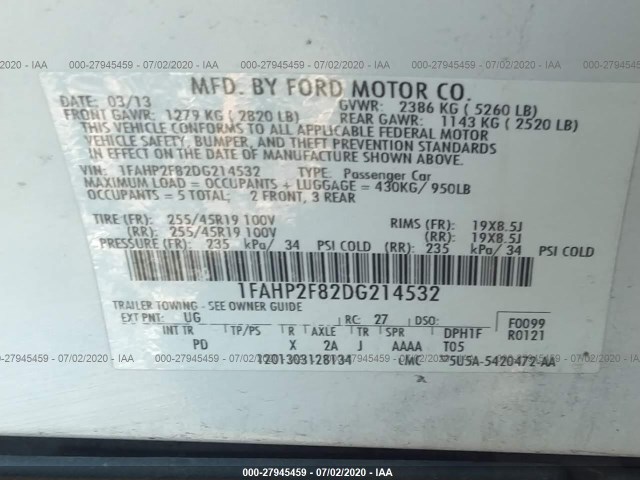 000-27945459 - 07/02/2020 - IAA
MFD. BY FORD MOTOR CO.
DATE: 03/13 GVWR: 2386 KG ( 5260 LB)
FRONT GAWR: 1279 KG ( 2820 LB) REAR GAWR: 1143 KG ( 2520 LB)
THIS VEHICLE CONFORMS TO ALL APPLICABLE FEDERAL MOTOR
VEHICLE SAFETY, BUMPER, AND THEFT PREVENTION STANDARDS
IN EFFECT ON THE DATE OF MANUFACTURE SHOWN ABOVE.
VIN: 1FAHP2F82DG214532 TYPE: Passenger Car
MAXIMUM LOAD = OCCUPANTS + LUGGAGE = 430KG/ 950LB
OCCUPANTS = 5 TOTAL; 2 FRONT, 3 REAR
TIRE (FR): 255/45R19 100V RIMS (FR): 19X8.5J
(RR): 255/45R19 100V (RR): 19X8.5J
PRESSURE (FR): 235 kPa/ 34 PSI COLD (RR): 235 kPa/ 34 PSI COLD
1FAHP2F82DG214532
TRAILER TOWING - SEE OWNER GUIDE
EXT PNT: UG RC: 27 DSO: F0099
INT TR TP/PS R AXLE TR SPR DPH1F R0121
PD X 2A J AAAA T05
1201303128134 CMC 5U5A-5420472-AA
000-27945459 - 07/02/2020 - IAA